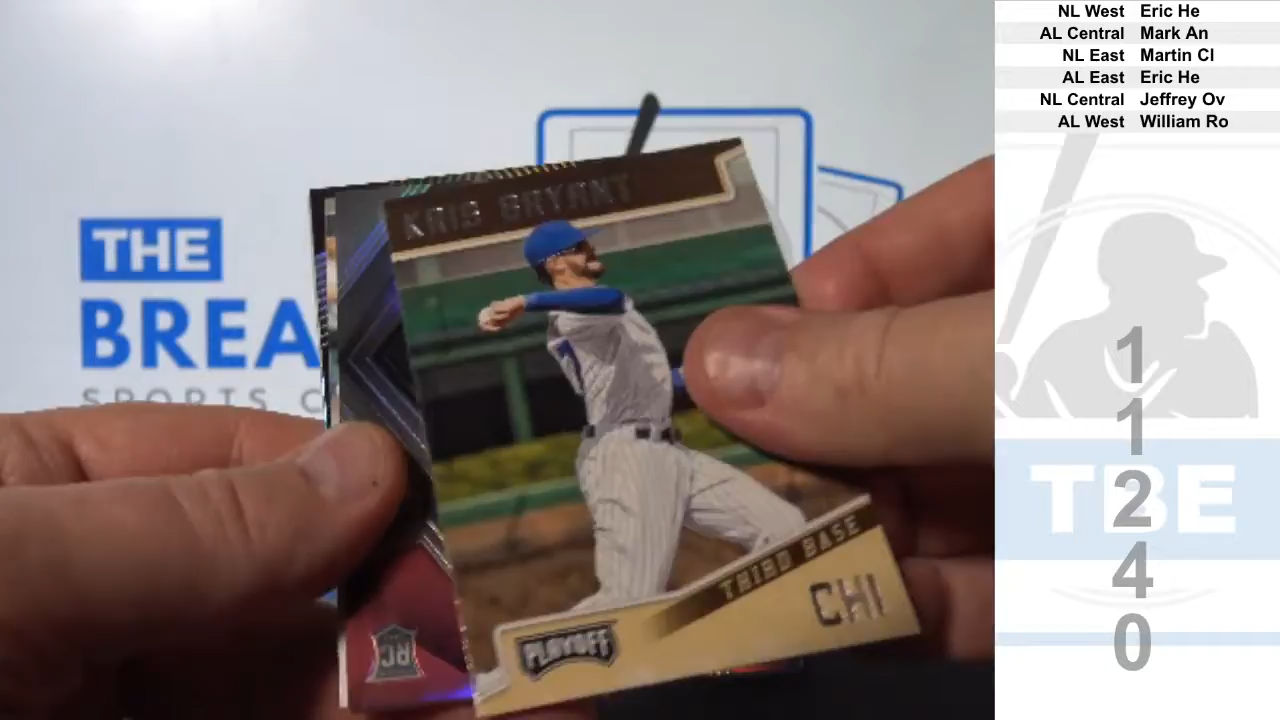 NL West Eric He
AL Central Mark An
NL East Martin Cl
AL East Eric He
NL Central Jeffrey Ov
AL West William Ro
THE
BREA
SPORTS C
KRIS BRYANT
THIRD BASE
CHI
PLAYOFF
RC
TBE
1
1
2
4
0